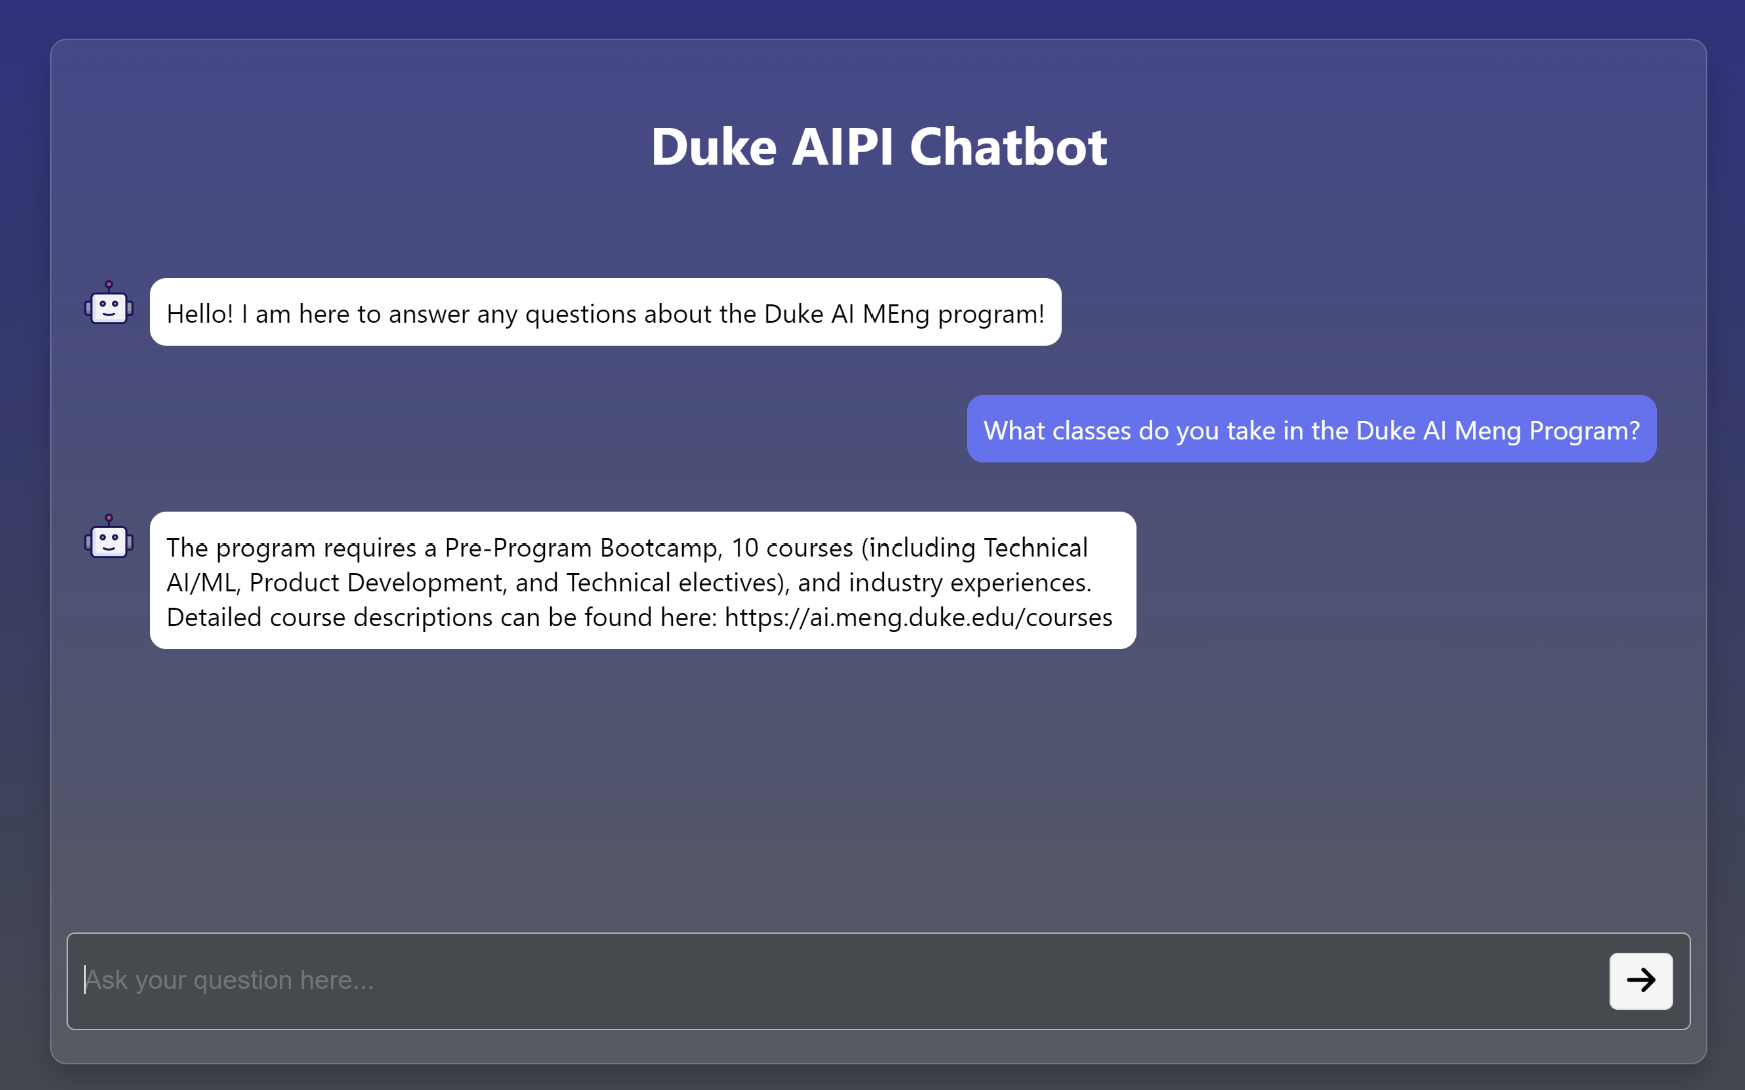 Duke AIPI Chatbot
Hello! I am here to answer any questions about the Duke AI MEng program!
What classes do you take in the Duke AI Meng Program?
The program requires a Pre-Program Bootcamp, 10 courses (including Technical
AI/ML, Product Development, and Technical electives), and industry experiences.
Detailed course descriptions can be found here: https://ai.meng.duke.edu/courses
Ask your question here...